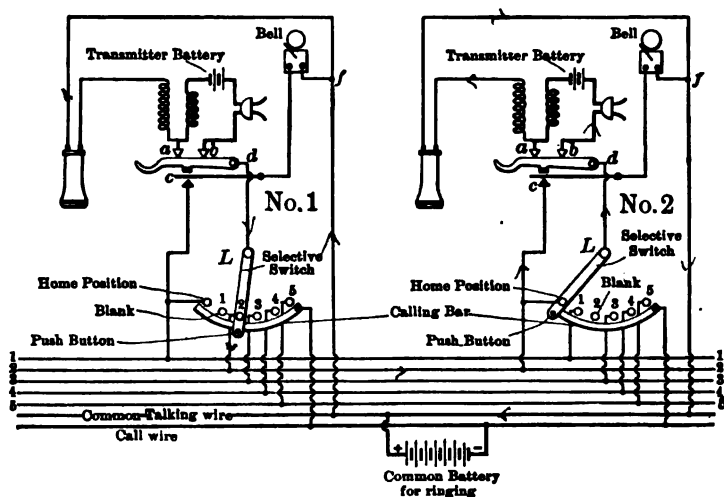 Bell
Transmitter Battery
f
a
b
d
c
No.1
L
Selective
Switch
Home Position
Blank
1
2
3
4
5
Push Button
Calling Bar
Bell
Transmitter Battery
f
a
b
d
c
No.2
L
Selective
Switch
Home Position
Blank
1
2
3
4
5
Push Button
1 1
2 2
3 3
4 4
5 5
Common Talking wire
Call wire
+ -
Common Battery
for ringing